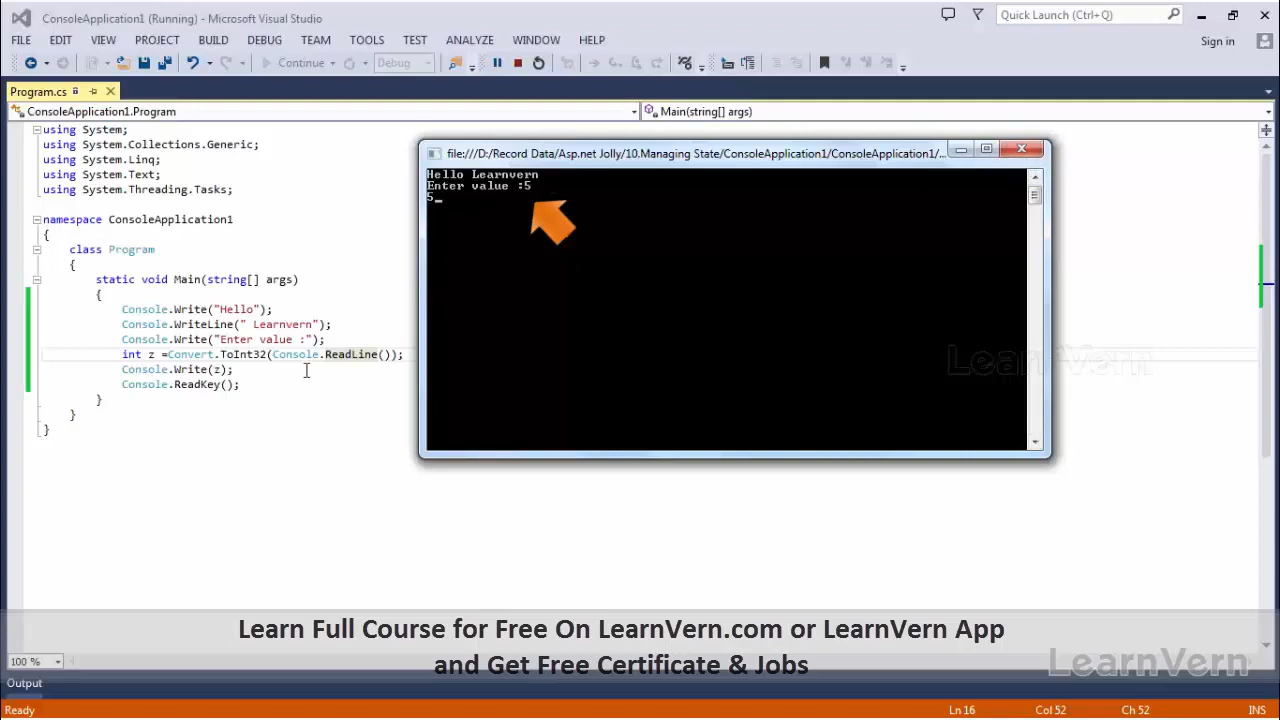 ConsoleApplication1 (Running) - Microsoft Visual Studio
Quick Launch (Ctrl+Q)
FILE EDIT VIEW PROJECT BUILD DEBUG TEAM TOOLS TEST ANALYZE WINDOW HELP
Sign in
Continue
Debug
Program.cs
ConsoleApplication1.Program
Main(string[] args)
using System;
using System.Collections.Generic;
using System.Linq;
using System.Text;
using System.Threading.Tasks;
namespace ConsoleApplication1
{
class Program
{
static void Main(string[] args)
{
Console.Write("Hello");
Console.WriteLine(" Learnvern");
Console.Write("Enter value :");
int z =Convert.ToInt32(Console.ReadLine());
Console.Write(z);
Console.ReadKey();
}
}
}
file:///D:/Record Data/Asp.net Jolly/10.Managing State/ConsoleApplication1/ConsoleApplication1/...
Hello Learnvern
Enter value :5
5_
LearnVern
Learn Full Course for Free On LearnVern.com or LearnVern App
and Get Free Certificate & Jobs
LearnVern
100 %
Output
Ready
Ln 16
Col 52
Ch 52
INS